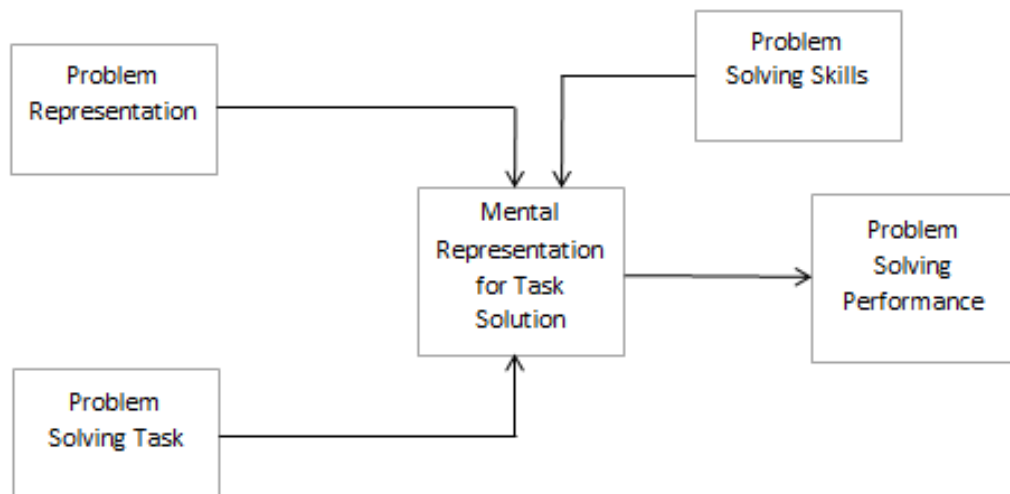 Problem
Representation
Problem
Solving Skills
Mental
Representation
for Task
Solution
Problem
Solving
Performance
Problem
Solving Task